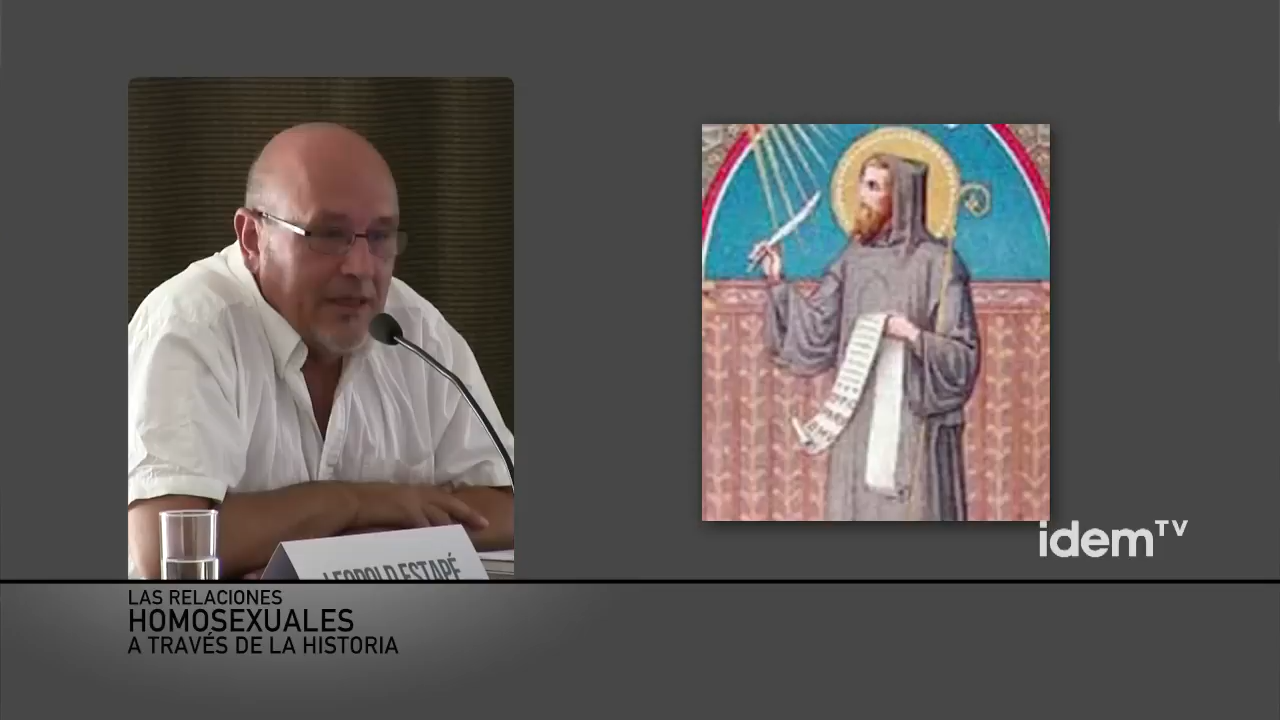 LEOPOLD ESTAPÉ
idemTV
LAS RELACIONES
HOMOSEXUALES
A TRAVÉS DE LA HISTORIA